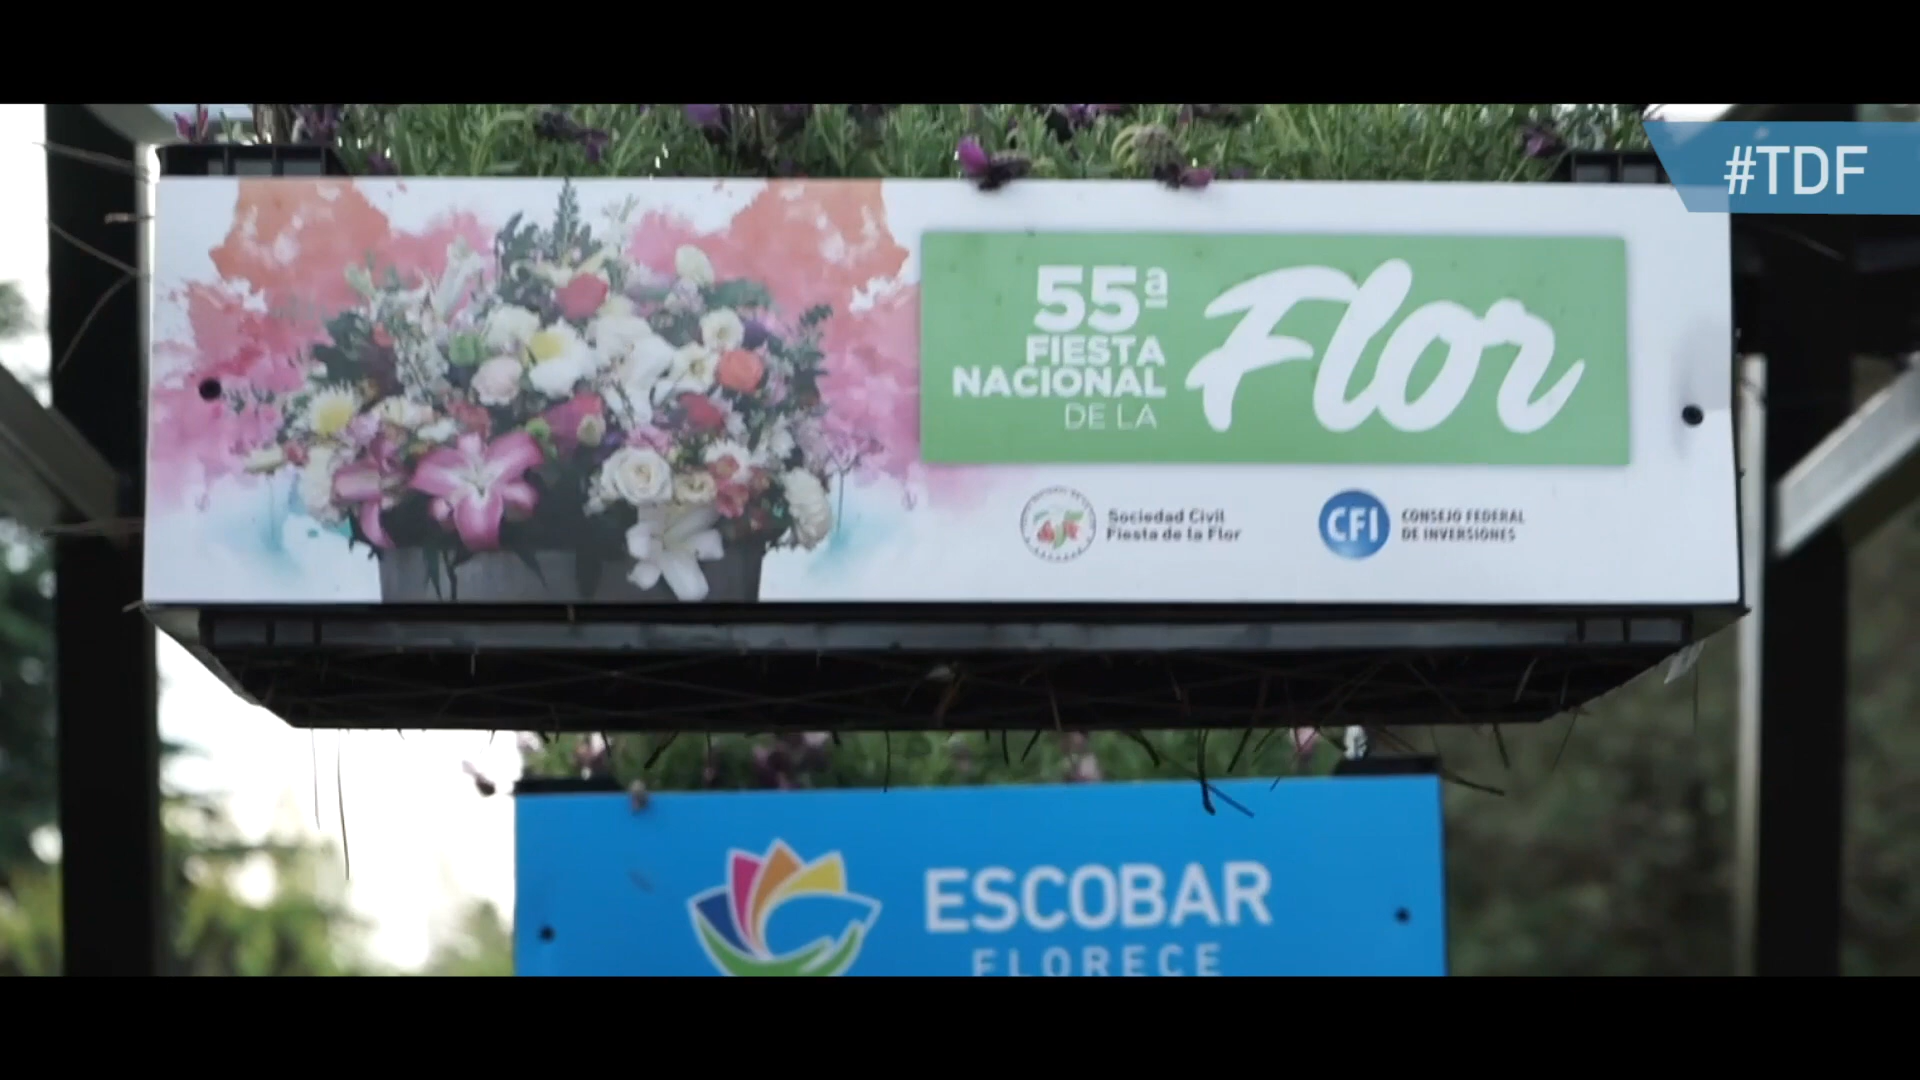 #TDF
55ª
FIESTA
NACIONAL
DE LA
Flor
Sociedad Civil
Fiesta de la Flor
CFI
CONSEJO FEDERAL
DE INVERSIONES
ESCOBAR
FLORECE